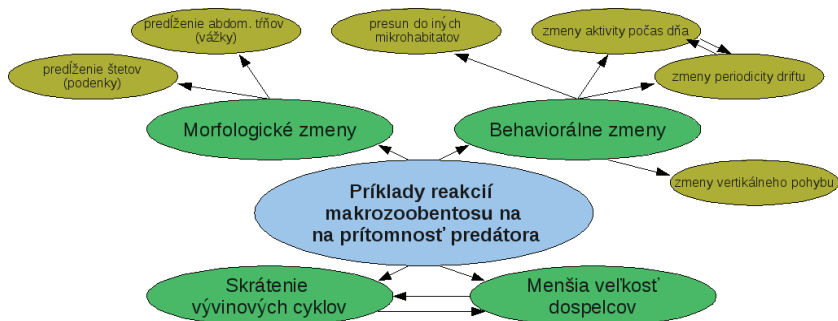 predĺženie abdom. tŕňov
(vážky)
presun do iných
mikrohabitatov
zmeny aktivity počas dňa
predĺženie štetov
(podenky)
zmeny periodicity driftu
Morfologické zmeny
Behaviorálne zmeny
zmeny vertikálneho pohybu
Príklady reakcií
makrozoobentosu na
na prítomnosť predátora
Skrátenie
vývinových cyklov
Menšia veľkosť
dospelcov